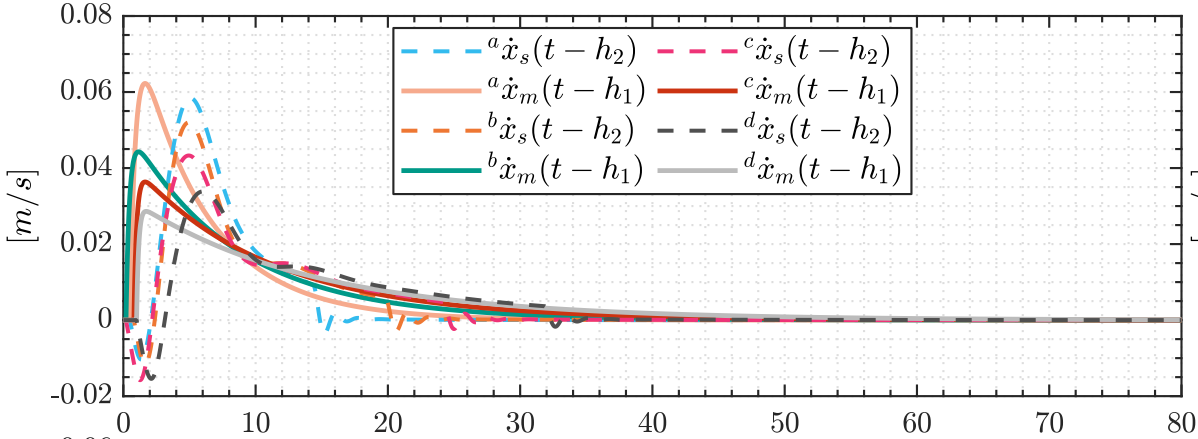 0.08
0.06
0.04
0.02
0
-0.02
[m/s]
ᵃẋₛ(t − h₂) ᶜẋₛ(t − h₂)
ᵃẋₘ(t − h₁) ᶜẋₘ(t − h₁)
ᵇẋₛ(t − h₂) ᵈẋₛ(t − h₂)
ᵇẋₘ(t − h₁) ᵈẋₘ(t − h₁)
0 10 20 30 40 50 60 70 80